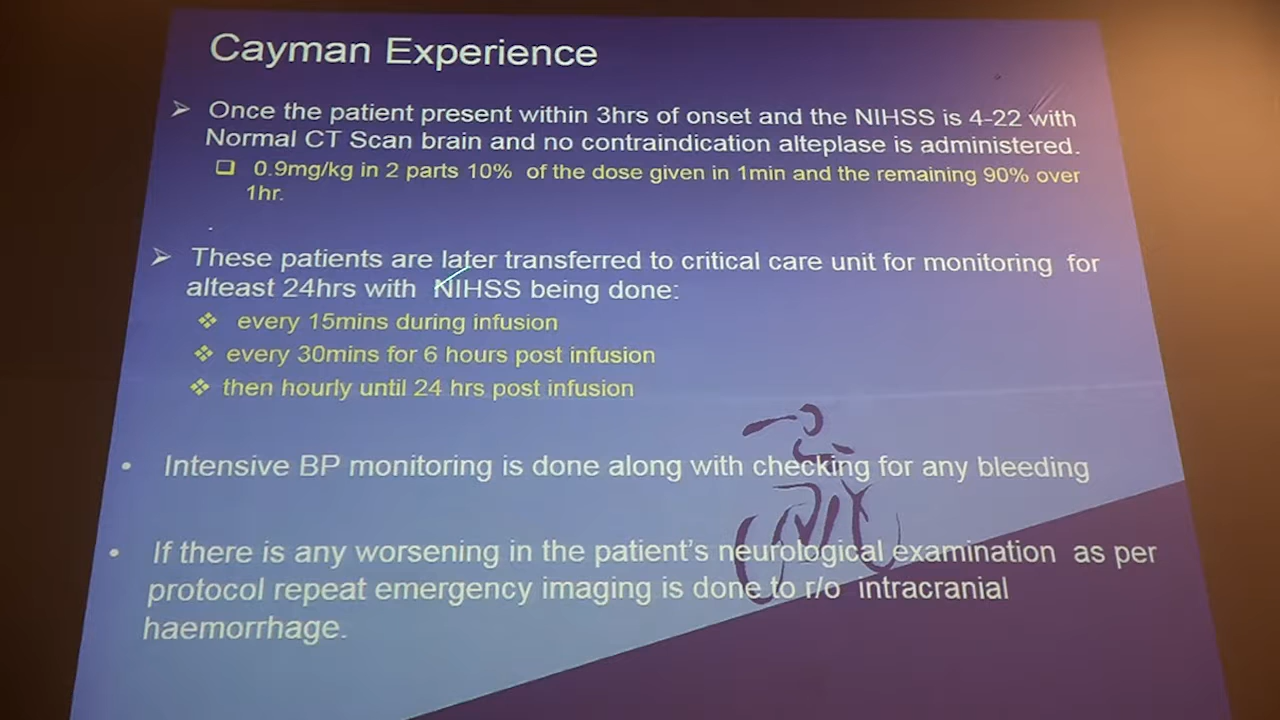 Cayman Experience
Once the patient present within 3hrs of onset and the NIHSS is 4-22 with
Normal CT Scan brain and no contraindication alteplase is administered.
0.9mg/kg in 2 parts 10% of the dose given in 1min and the remaining 90% over
1hr.
These patients are later transferred to critical care unit for monitoring for
alteast 24hrs with NIHSS being done:
every 15mins during infusion
every 30mins for 6 hours post infusion
then hourly until 24 hrs post infusion
Intensive BP monitoring is done along with checking for any bleeding
If there is any worsening in the patient's neurological examination as per
protocol repeat emergency imaging is done to r/o intracranial
haemorrhage.